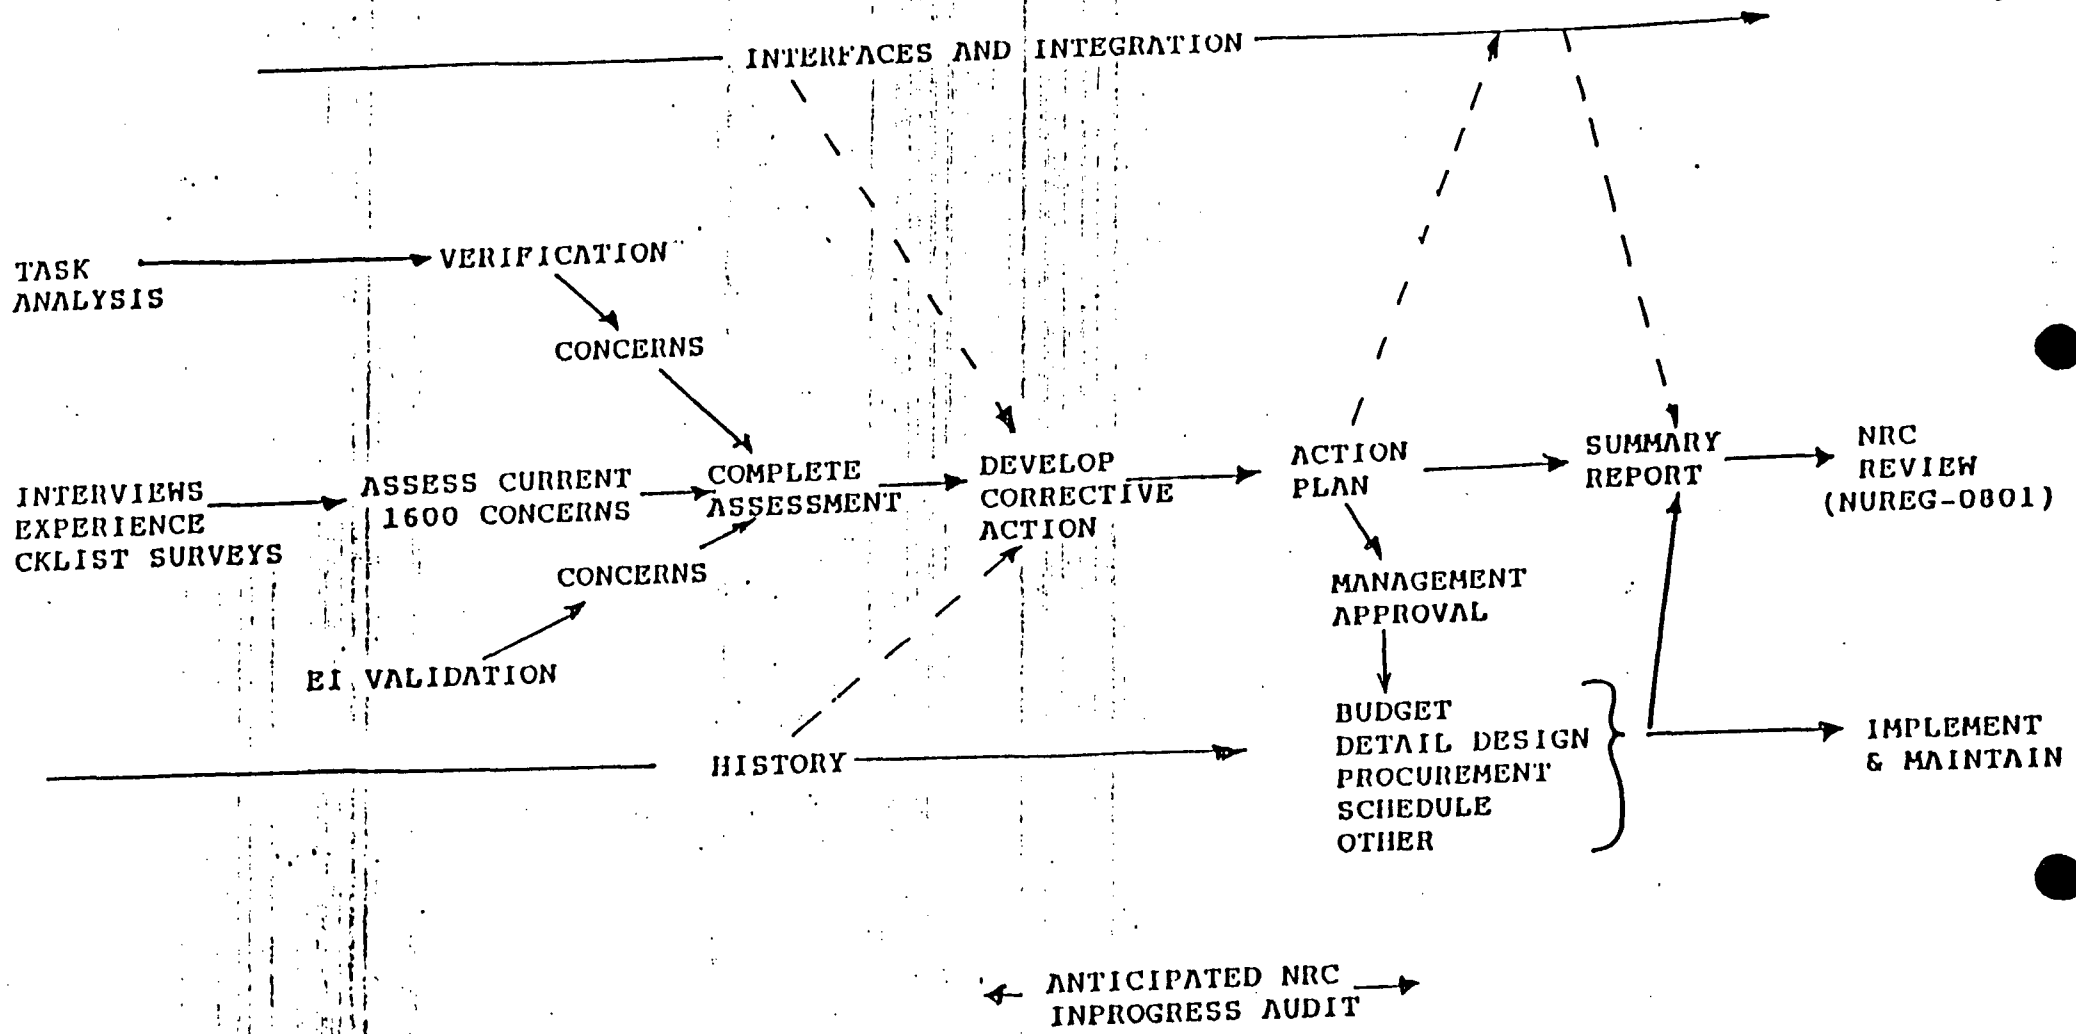 INTERFACES AND INTEGRATION
TASK
ANALYSIS
VERIFICATION
CONCERNS
INTERVIEWS
EXPERIENCE
CKLIST SURVEYS
ASSESS CURRENT
1600 CONCERNS
COMPLETE
ASSESSMENT
DEVELOP
CORRECTIVE
ACTION
ACTION
PLAN
SUMMARY
REPORT
NRC
REVIEW
(NUREG-0801)
CONCERNS
EI VALIDATION
MANAGEMENT
APPROVAL
HISTORY
BUDGET
DETAIL DESIGN
PROCUREMENT
SCHEDULE
OTHER
IMPLEMENT
& MAINTAIN
ANTICIPATED NRC
INPROGRESS AUDIT